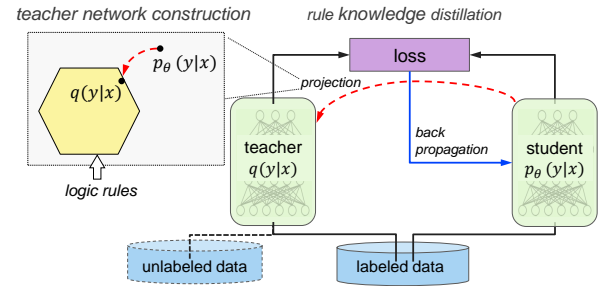 teacher network construction
rule knowledge distillation
loss
p_θ(y|x)
projection
q(y|x)
back
propagation
teacher
q(y|x)
student
p_θ(y|x)
logic rules
unlabeled data
labeled data